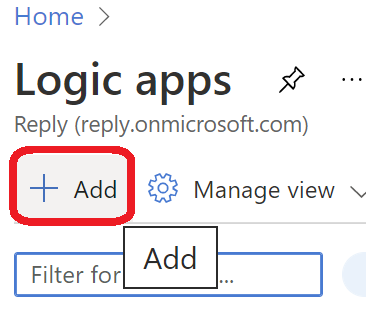 Home >
Logic apps ...
Reply (reply.onmicrosoft.com)
+ Add Manage view
Add
Filter for ...